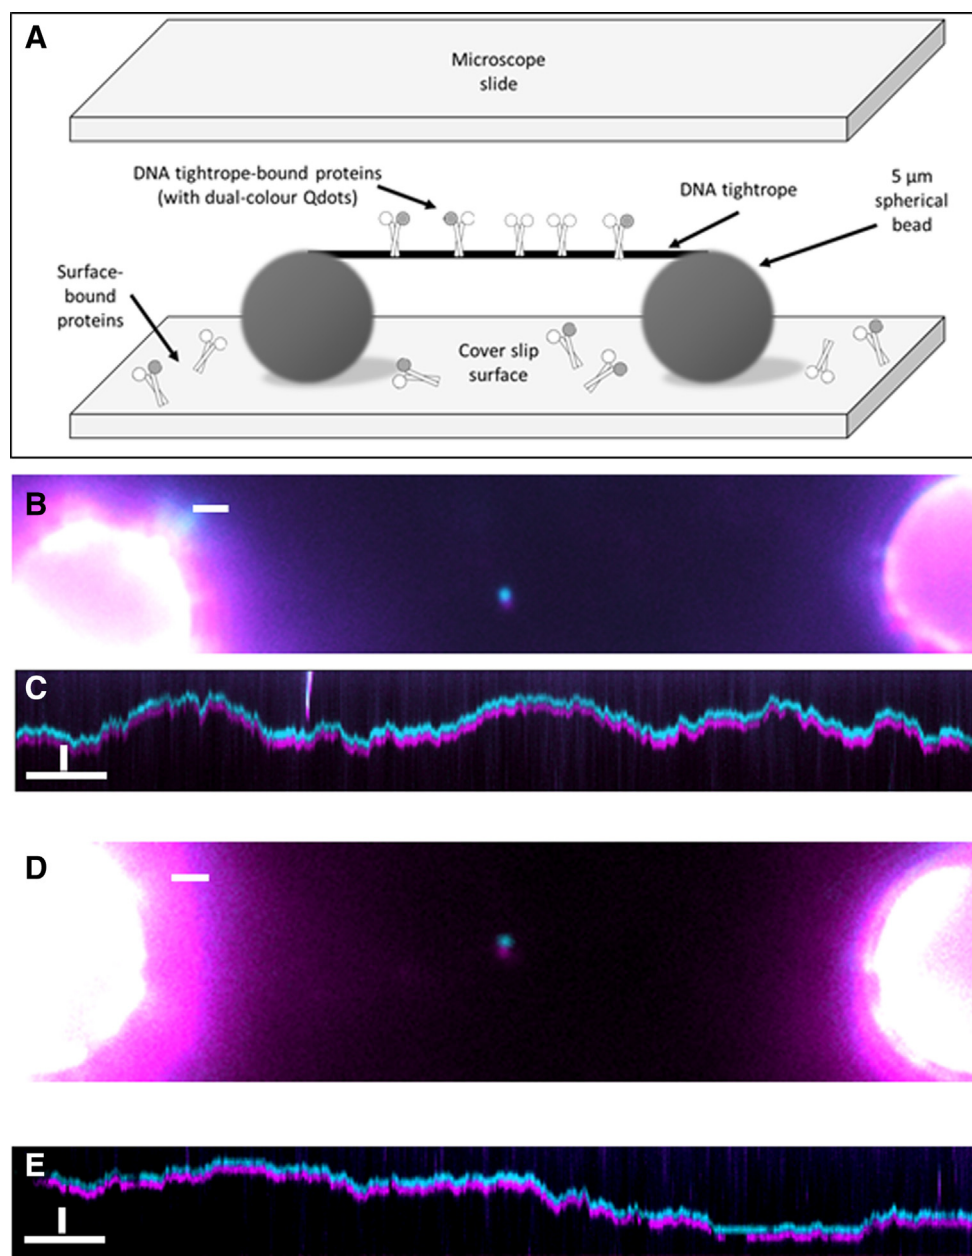 A
Microscope
slide
DNA tightrope-bound proteins
(with dual-colour Qdots)
DNA tightrope
5 µm
spherical
bead
Surface-
bound
proteins
Cover slip
surface
B
C
D
E